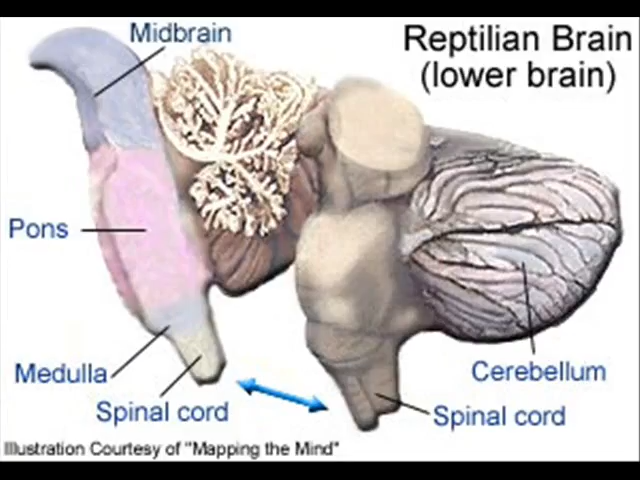 Midbrain
Reptilian Brain
(lower brain)
Pons
Medulla
Spinal cord
Cerebellum
Spinal cord
Illustration Courtesy of "Mapping the Mind"